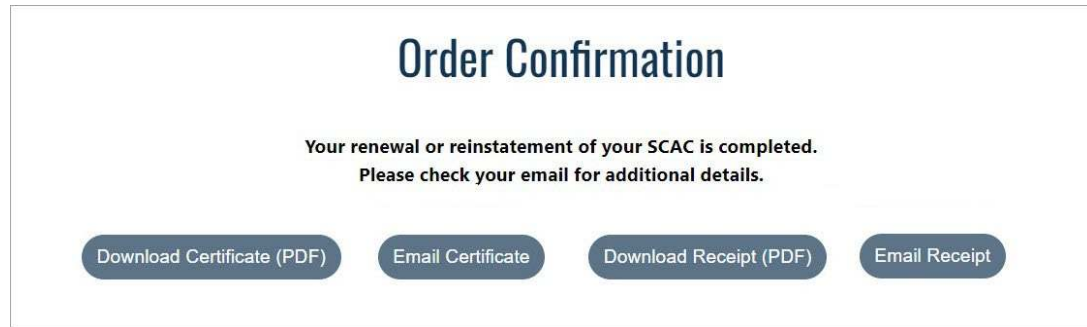 Order Confirmation
Your renewal or reinstatement of your SCAC is completed.
Please check your email for additional details.
Download Certificate (PDF)
Email Certificate
Download Receipt (PDF)
Email Receipt